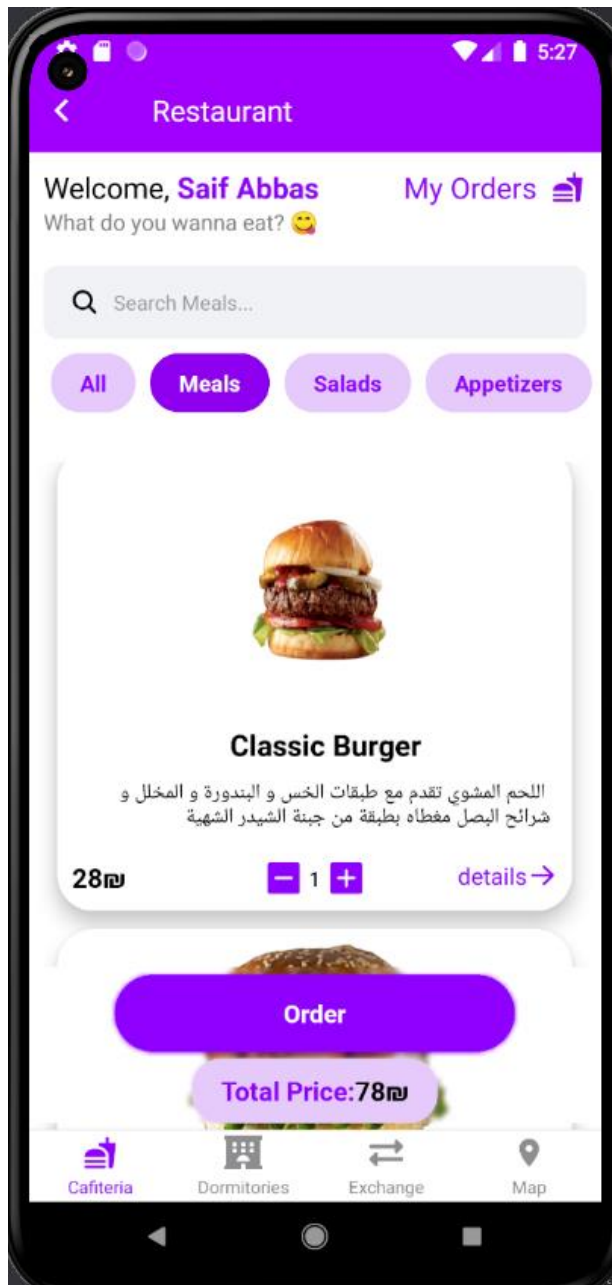 5:27
Restaurant
Welcome, Saif Abbas
My Orders
What do you wanna eat? 😋
Search Meals...
All
Meals
Salads
Appetizers
Classic Burger
اللحم المشوي تقدم مع طبقات الخس و البندورة و المخلل و
شرائح البصل مغطاه بطبقة من جبنة الشيدر الشهية
28₪
1
details
Order
Total Price:78₪
Cafiteria
Dormitories
Exchange
Map